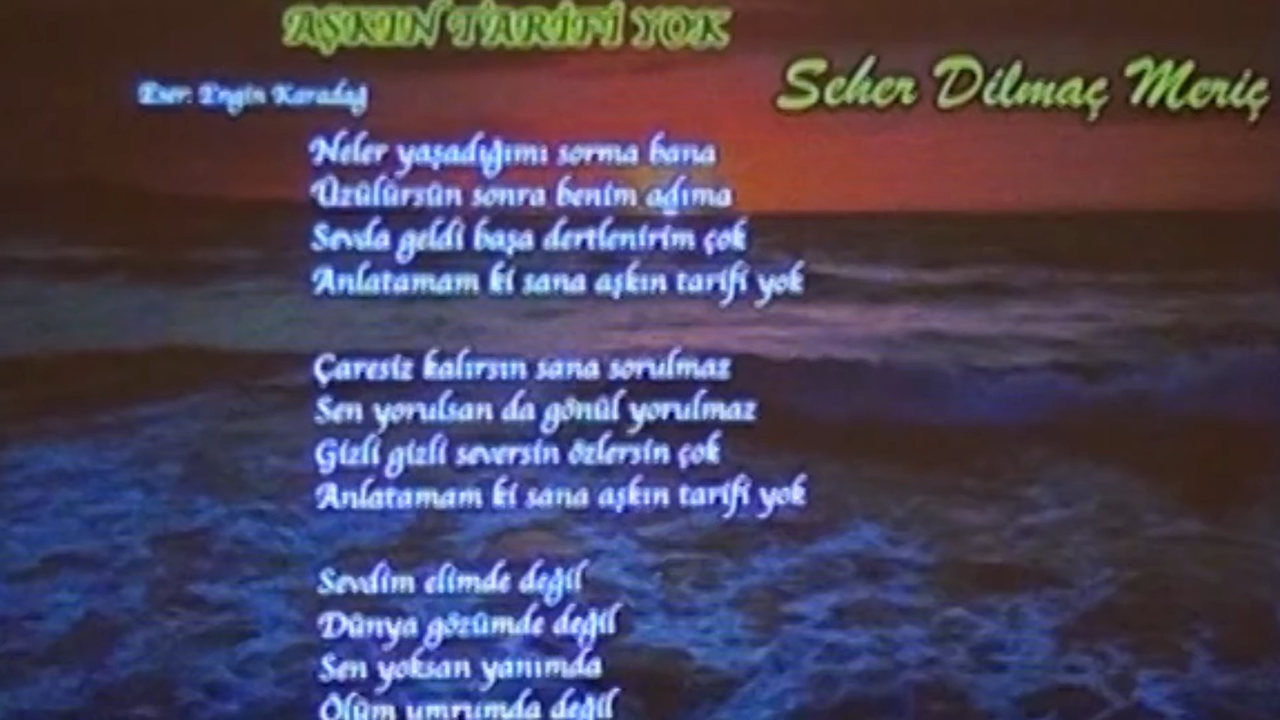 AŞKIN TARİFİ YOK
Seher Dilmaç Meriç
Eser: Engin Karadağ
Neler yaşadığımı sorma bana
Üzülürsün sonra benim adıma
Sevda geldi başa dertlenirim çok
Anlatamam ki sana aşkın tarifi yok
Çaresiz kalırsın sana sorulmaz
Sen yorulsan da gönül yorulmaz
Gizli gizli seversin özlersin çok
Anlatamam ki sana aşkın tarifi yok
Sevdim elimde değil
Dünya gözümde değil
Sen yoksan yanımda
Ölüm umrumda değil